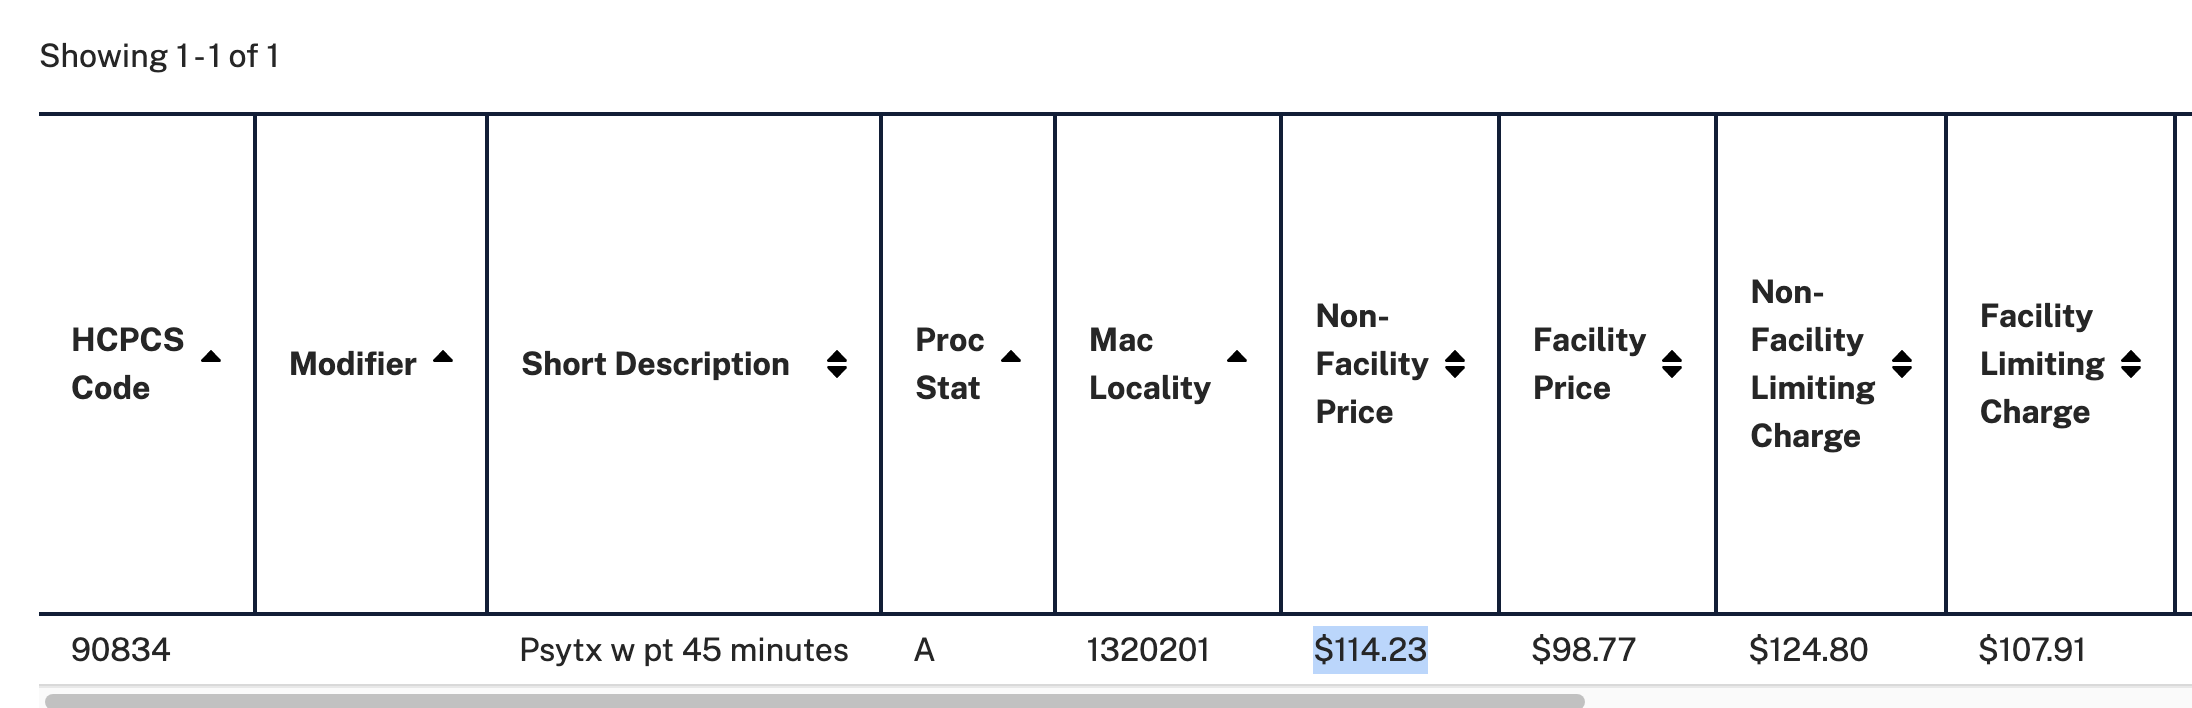 Showing 1-1 of 1
HCPCS Code
Modifier
Short Description
Proc Stat
Mac Locality
Non-Facility Price
Facility Price
Non-Facility Limiting Charge
Facility Limiting Charge
90834 Psytx w pt 45 minutes A 1320201 $114.23 $98.77 $124.80 $107.91